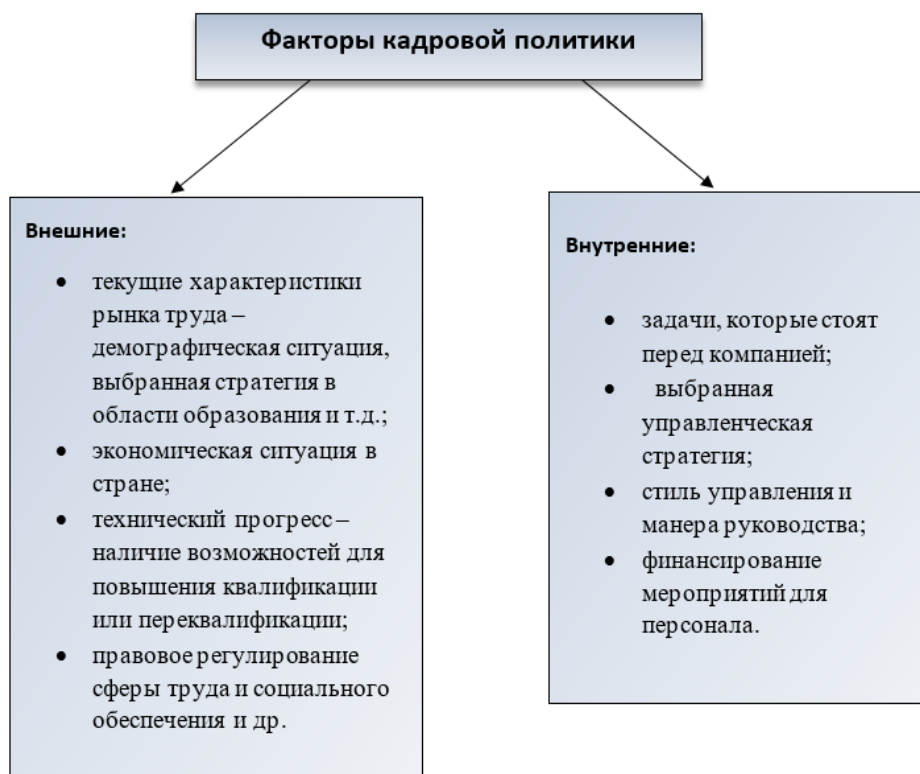 Факторы кадровой политики
Внешние:
• текущие характеристики
рынка труда –
демографическая ситуация,
выбранная стратегия в
области образования и т.д.;
• экономическая ситуация в
стране;
• технический прогресс –
наличие возможностей для
повышения квалификации
или переквалификации;
• правовое регулирование
сферы труда и социального
обеспечения и др.
Внутренние:
• задачи, которые стоят
перед компанией;
• выбранная
управленческая
стратегия;
• стиль управления и
манера руководства;
• финансирование
мероприятий для
персонала.